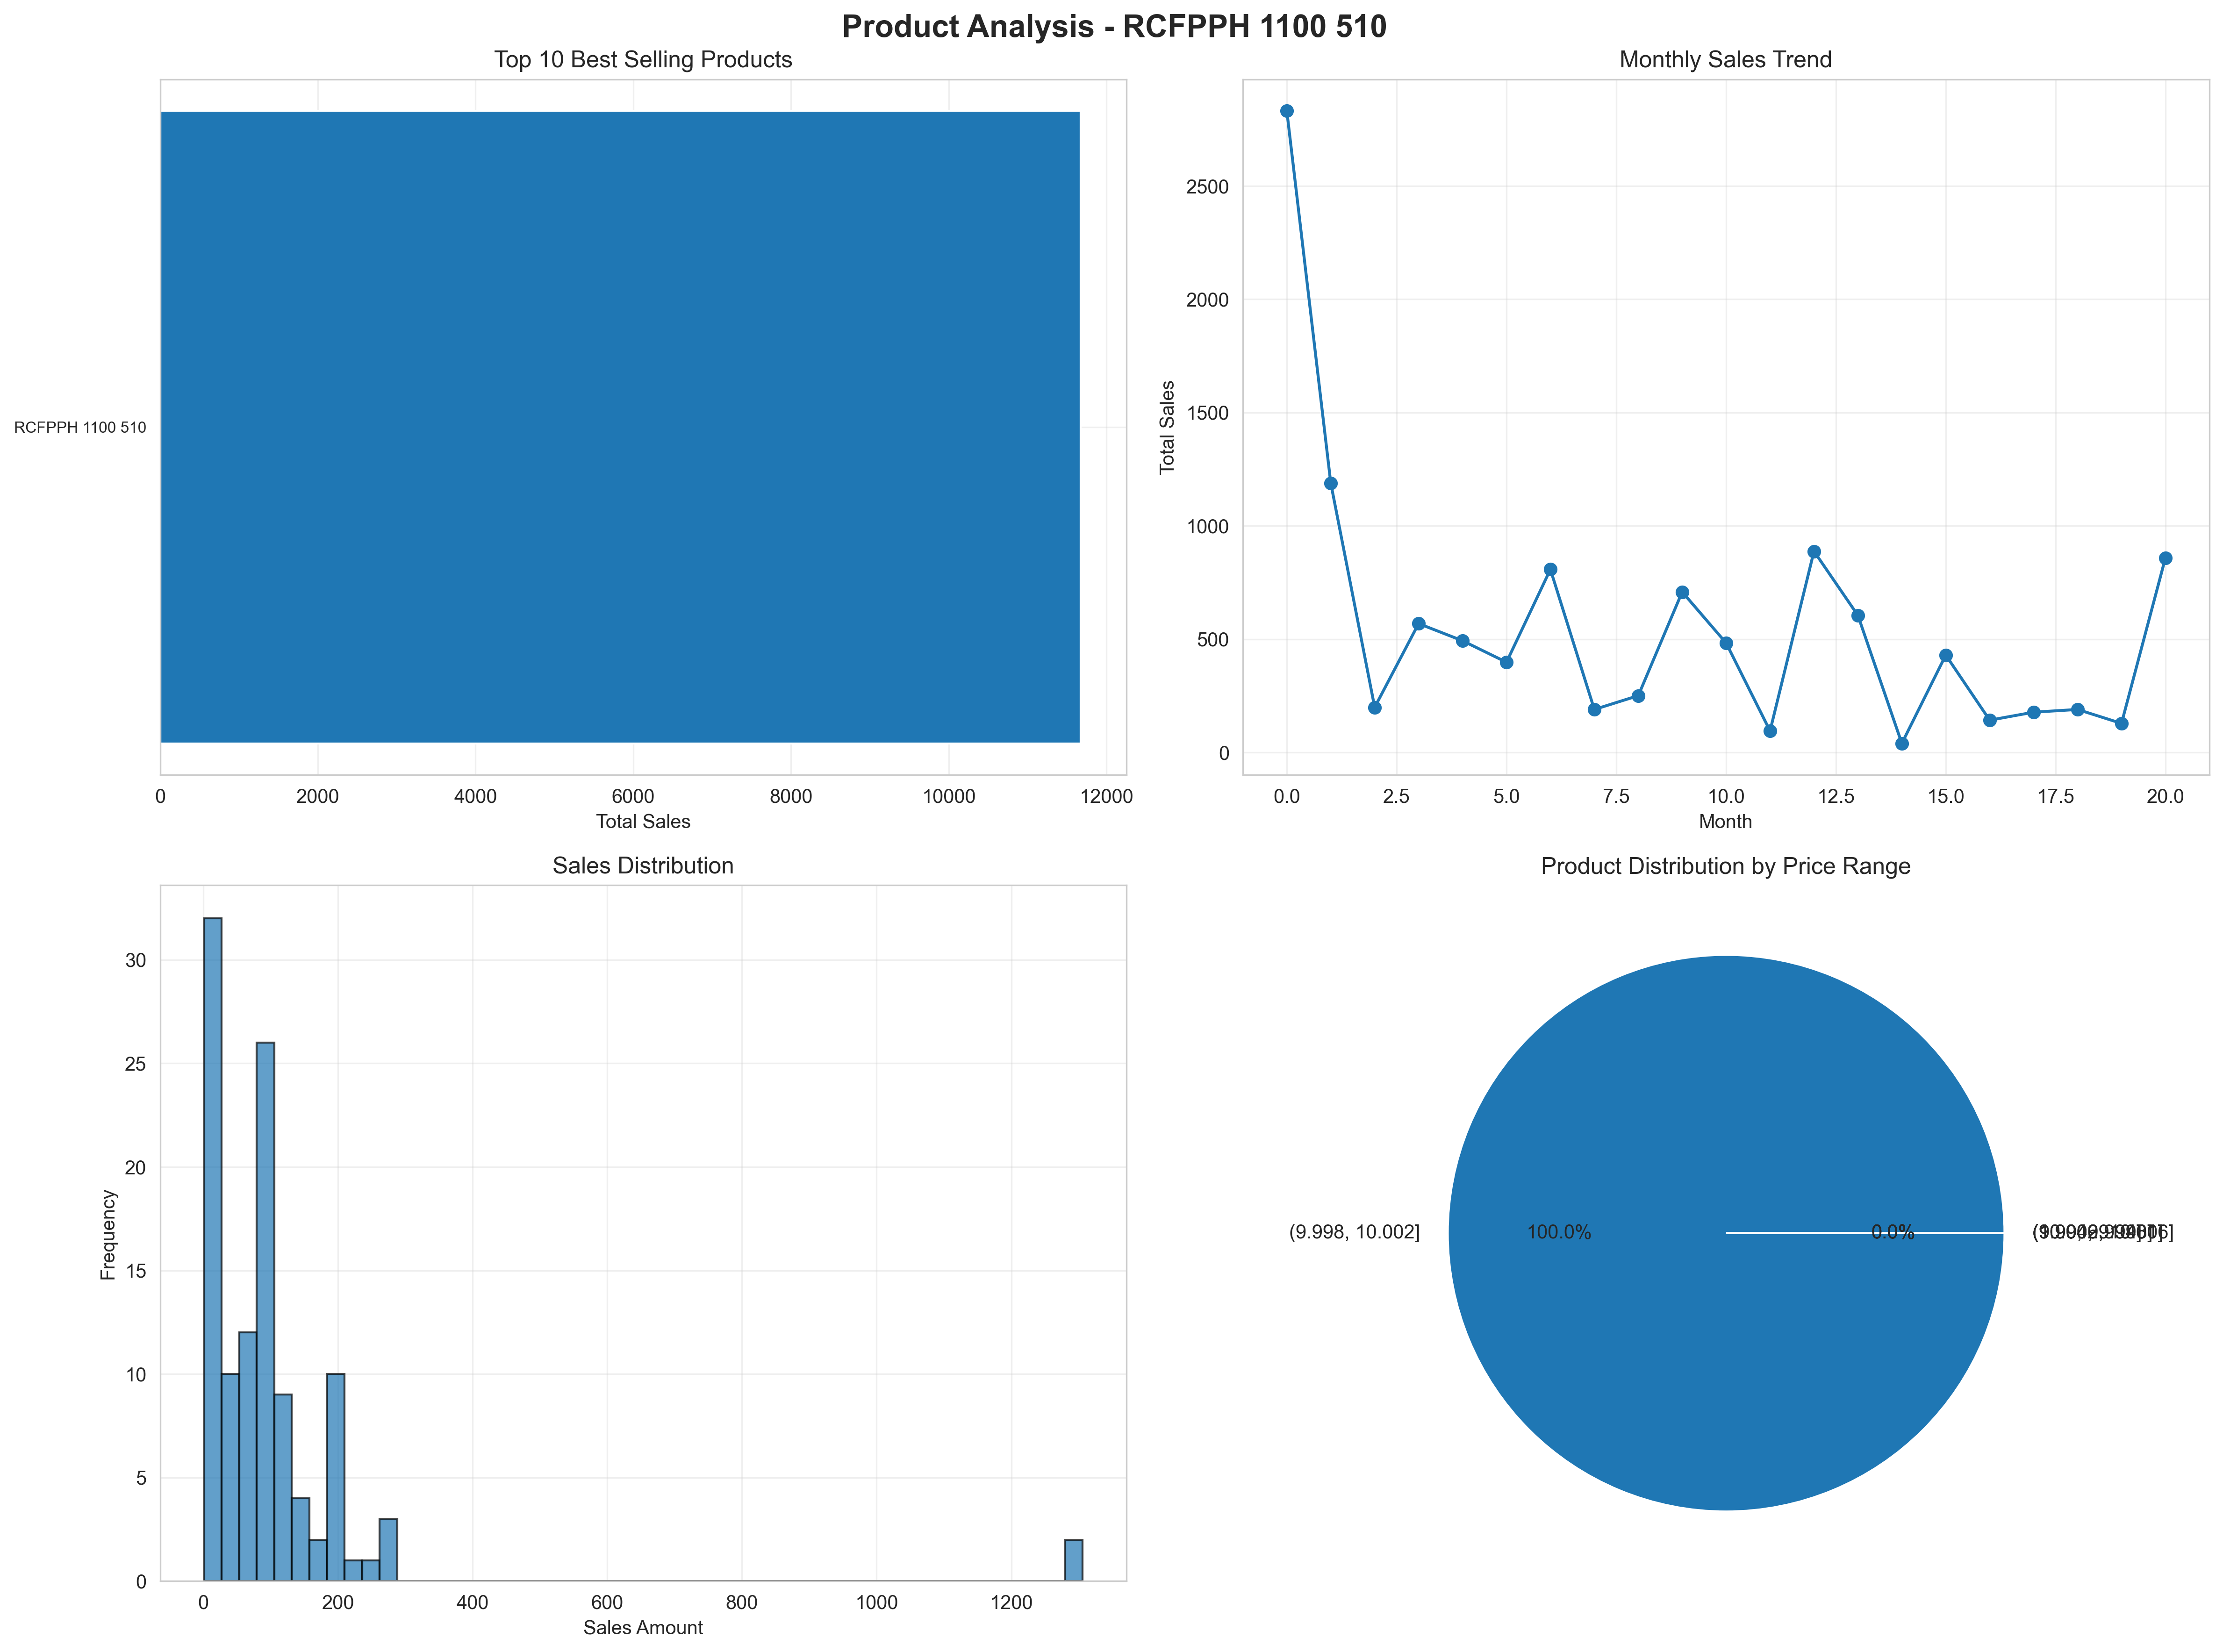 Product Analysis - RCFPPH 1100 510
Top 10 Best Selling Products
RCFPPH 1100 510
0 2000 4000 6000 8000 10000 12000
Total Sales
Monthly Sales Trend
Total Sales
2500
2000
1500
1000
500
0
0.0 2.5 5.0 7.5 10.0 12.5 15.0 17.5 20.0
Month
Sales Distribution
Frequency
30
25
20
15
10
5
0
0 200 400 600 800 1000 1200
Sales Amount
Product Distribution by Price Range
(9.998, 10.002]
100.0%
0.0%